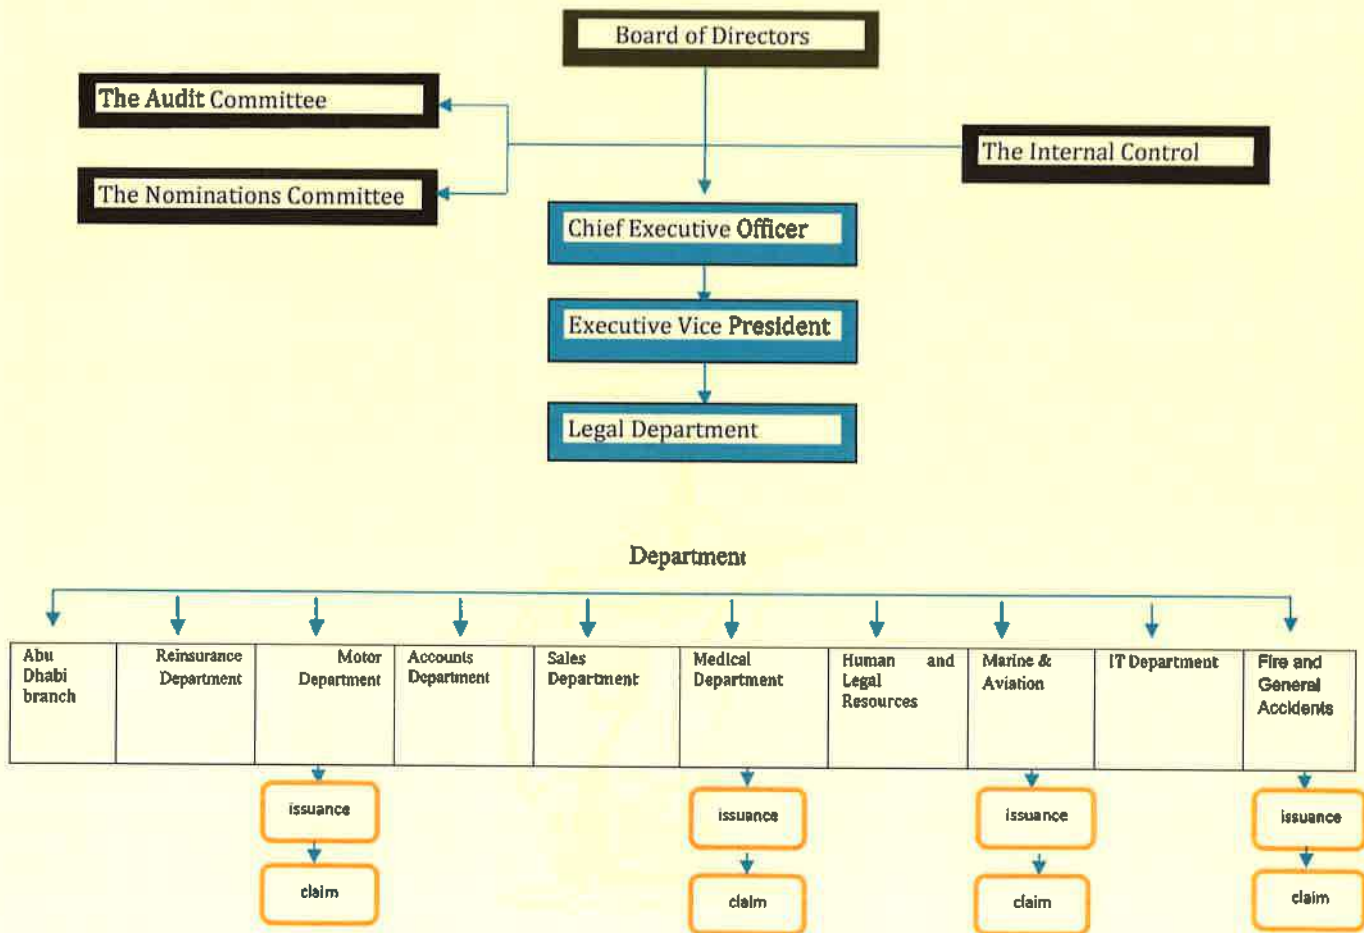 Board of Directors
The Audit Committee
The Internal Control
The Nominations Committee
Chief Executive Officer
Executive Vice President
Legal Department
Department
Abu
Dhabi
branch
Reinsurance
Department
Motor
Department
Accounts
Department
Sales
Department
Medical
Department
Human and
Legal
Resources
Marine &
Aviation
IT Department
Fire and
General
Accidents
issuance
issuance
issuance
issuance
claim
claim
claim
claim